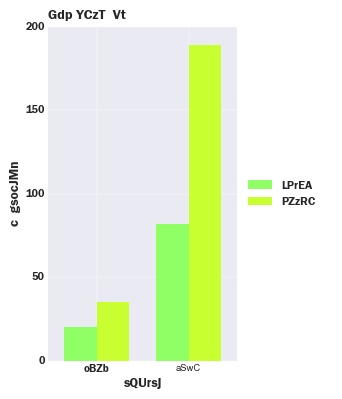 Gdp YCzT  Vt
200
150
100
50
0
c  gsocJMn
oBZb
aSwC
sQUrsJ
LPrEA
PZzRC